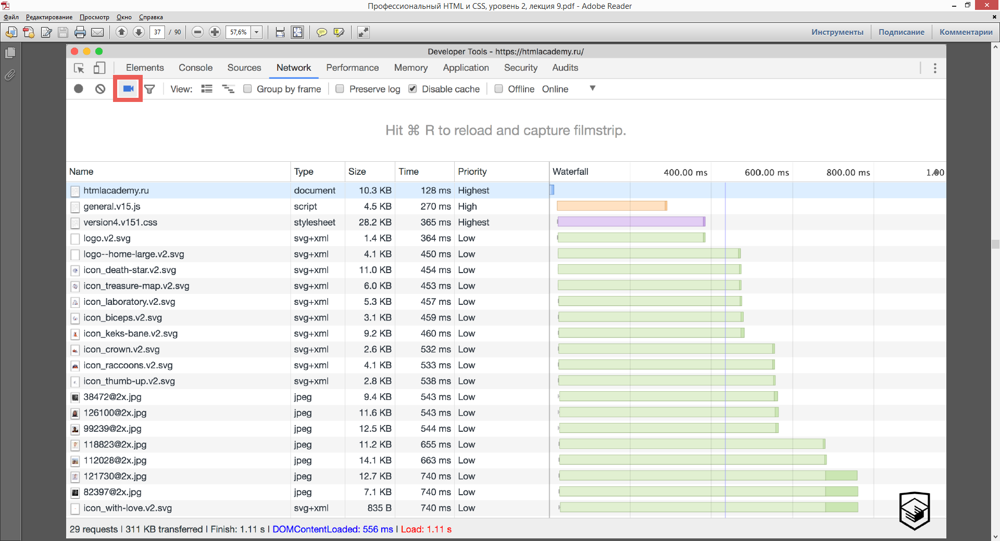 Профессиональный HTML и CSS, уровень 2, лекция 9.pdf - Adobe Reader
Файл Редактирование Просмотр Окно Справка
37 / 90 57,6% Инструменты Подписание Комментарии
Developer Tools - https://htmlacademy.ru/
Elements Console Sources Network Performance Memory Application Security Audits
View: Group by frame Preserve log Disable cache Offline Online
Hit ⌘ R to reload and capture filmstrip.
Name Type Size Time Priority Waterfall 400.00 ms 600.00 ms 800.00 ms
htmlacademy.ru document 10.3 KB 128 ms Highest
general.v15.js script 4.5 KB 270 ms High
version4.v151.css stylesheet 28.2 KB 365 ms Highest
logo.v2.svg svg+xml 1.4 KB 364 ms Low
logo--home-large.v2.svg svg+xml 4.1 KB 450 ms Low
icon_death-star.v2.svg svg+xml 11.0 KB 454 ms Low
icon_treasure-map.v2.svg svg+xml 6.0 KB 453 ms Low
icon_laboratory.v2.svg svg+xml 5.3 KB 457 ms Low
icon_biceps.v2.svg svg+xml 3.1 KB 459 ms Low
icon_keks-bane.v2.svg svg+xml 9.2 KB 460 ms Low
icon_crown.v2.svg svg+xml 2.6 KB 532 ms Low
icon_raccoons.v2.svg svg+xml 4.1 KB 533 ms Low
icon_thumb-up.v2.svg svg+xml 2.8 KB 538 ms Low
38472@2x.jpg jpeg 9.4 KB 543 ms Low
126100@2x.jpg jpeg 11.6 KB 543 ms Low
99239@2x.jpg jpeg 12.5 KB 544 ms Low
118823@2x.jpg jpeg 11.2 KB 655 ms Low
112028@2x.jpg jpeg 14.1 KB 663 ms Low
121730@2x.jpg jpeg 12.7 KB 740 ms Low
82397@2x.jpg jpeg 7.1 KB 740 ms Low
icon_with-love.v2.svg svg+xml 835 B 740 ms Low
29 requests | 311 KB transferred | Finish: 1.11 s | DOMContentLoaded: 556 ms | Load: 1.11 s